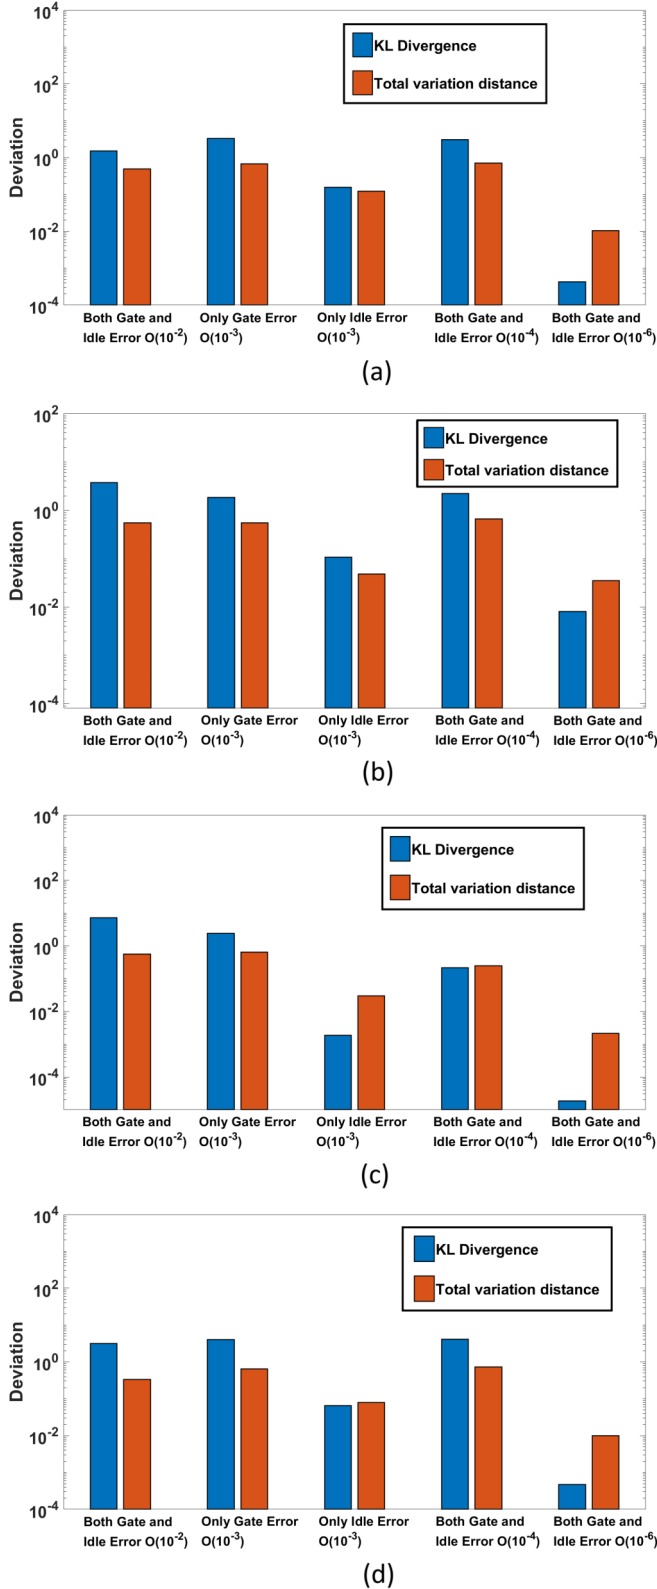 10^4
KL Divergence
Total variation distance
10^2
10^0
10^-2
10^-4
Deviation
Both Gate and Only Gate Error Only Idle Error Both Gate and Both Gate and
Idle Error O(10^-2) O(10^-3) O(10^-3) Idle Error O(10^-4) Idle Error O(10^-6)
(a)
10^2
KL Divergence
Total variation distance
10^0
10^-2
10^-4
Deviation
Both Gate and Only Gate Error Only Idle Error Both Gate and Both Gate and
Idle Error O(10^-2) O(10^-3) O(10^-3) Idle Error O(10^-4) Idle Error O(10^-6)
(b)
10^4
KL Divergence
Total variation distance
10^2
10^0
10^-2
10^-4
Deviation
Both Gate and Only Gate Error Only Idle Error Both Gate and Both Gate and
Idle Error O(10^-2) O(10^-3) O(10^-3) Idle Error O(10^-4) Idle Error O(10^-6)
(c)
10^4
KL Divergence
Total variation distance
10^2
10^0
10^-2
10^-4
Deviation
Both Gate and Only Gate Error Only Idle Error Both Gate and Both Gate and
Idle Error O(10^-2) O(10^-3) O(10^-3) Idle Error O(10^-4) Idle Error O(10^-6)
(d)